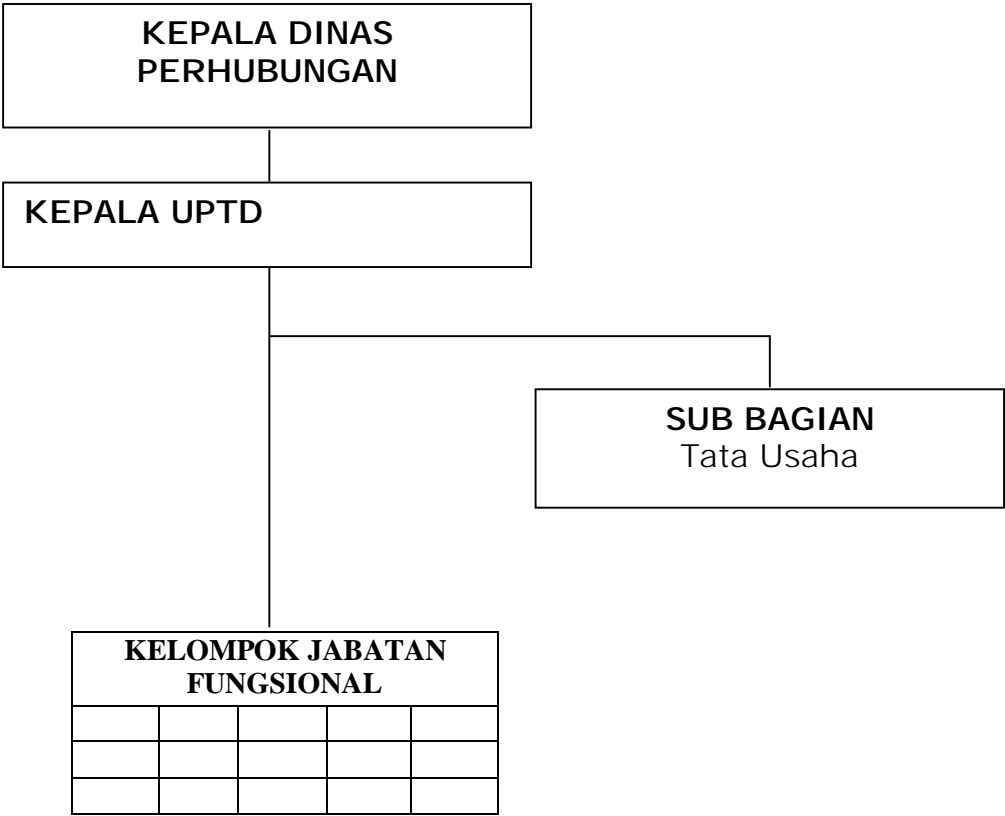 KEPALA DINAS
PERHUBUNGAN
KEPALA UPTD
SUB BAGIAN
Tata Usaha
KELOMPOK JABATAN
FUNGSIONAL